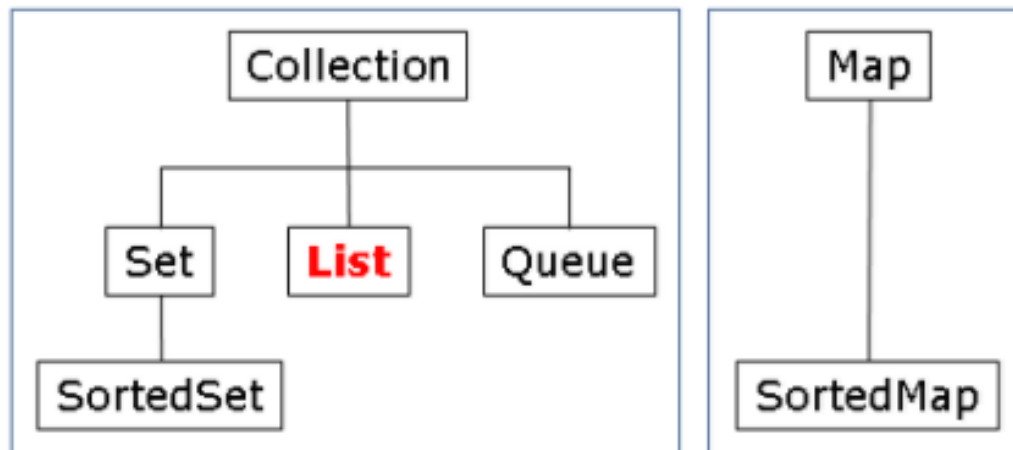 Collection
Map
Set
List
Queue
SortedSet
SortedMap